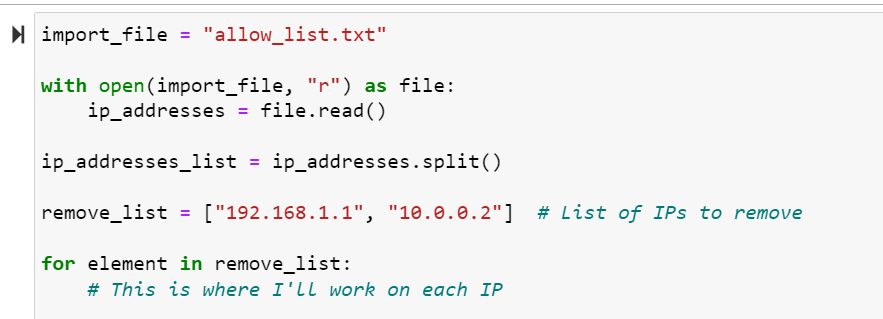 import_file = "allow_list.txt"
with open(import_file, "r") as file:
    ip_addresses = file.read()
ip_addresses_list = ip_addresses.split()
remove_list = ["192.168.1.1", "10.0.0.2"]  # List of IPs to remove
for element in remove_list:
    # This is where I'll work on each IP